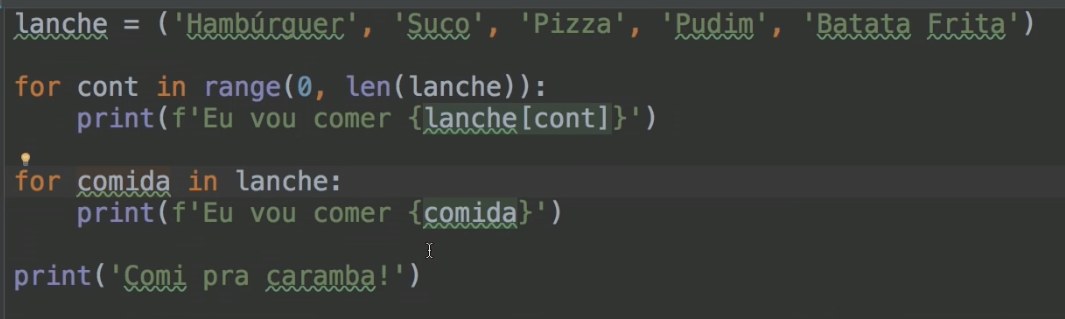 lanche = ('Hambúrguer', 'Suco', 'Pizza', 'Pudim', 'Batata Frita')
for cont in range(0, len(lanche)):
    print(f'Eu vou comer {lanche[cont]}')
for comida in lanche:
    print(f'Eu vou comer {comida}')
print('Comi pra caramba!')